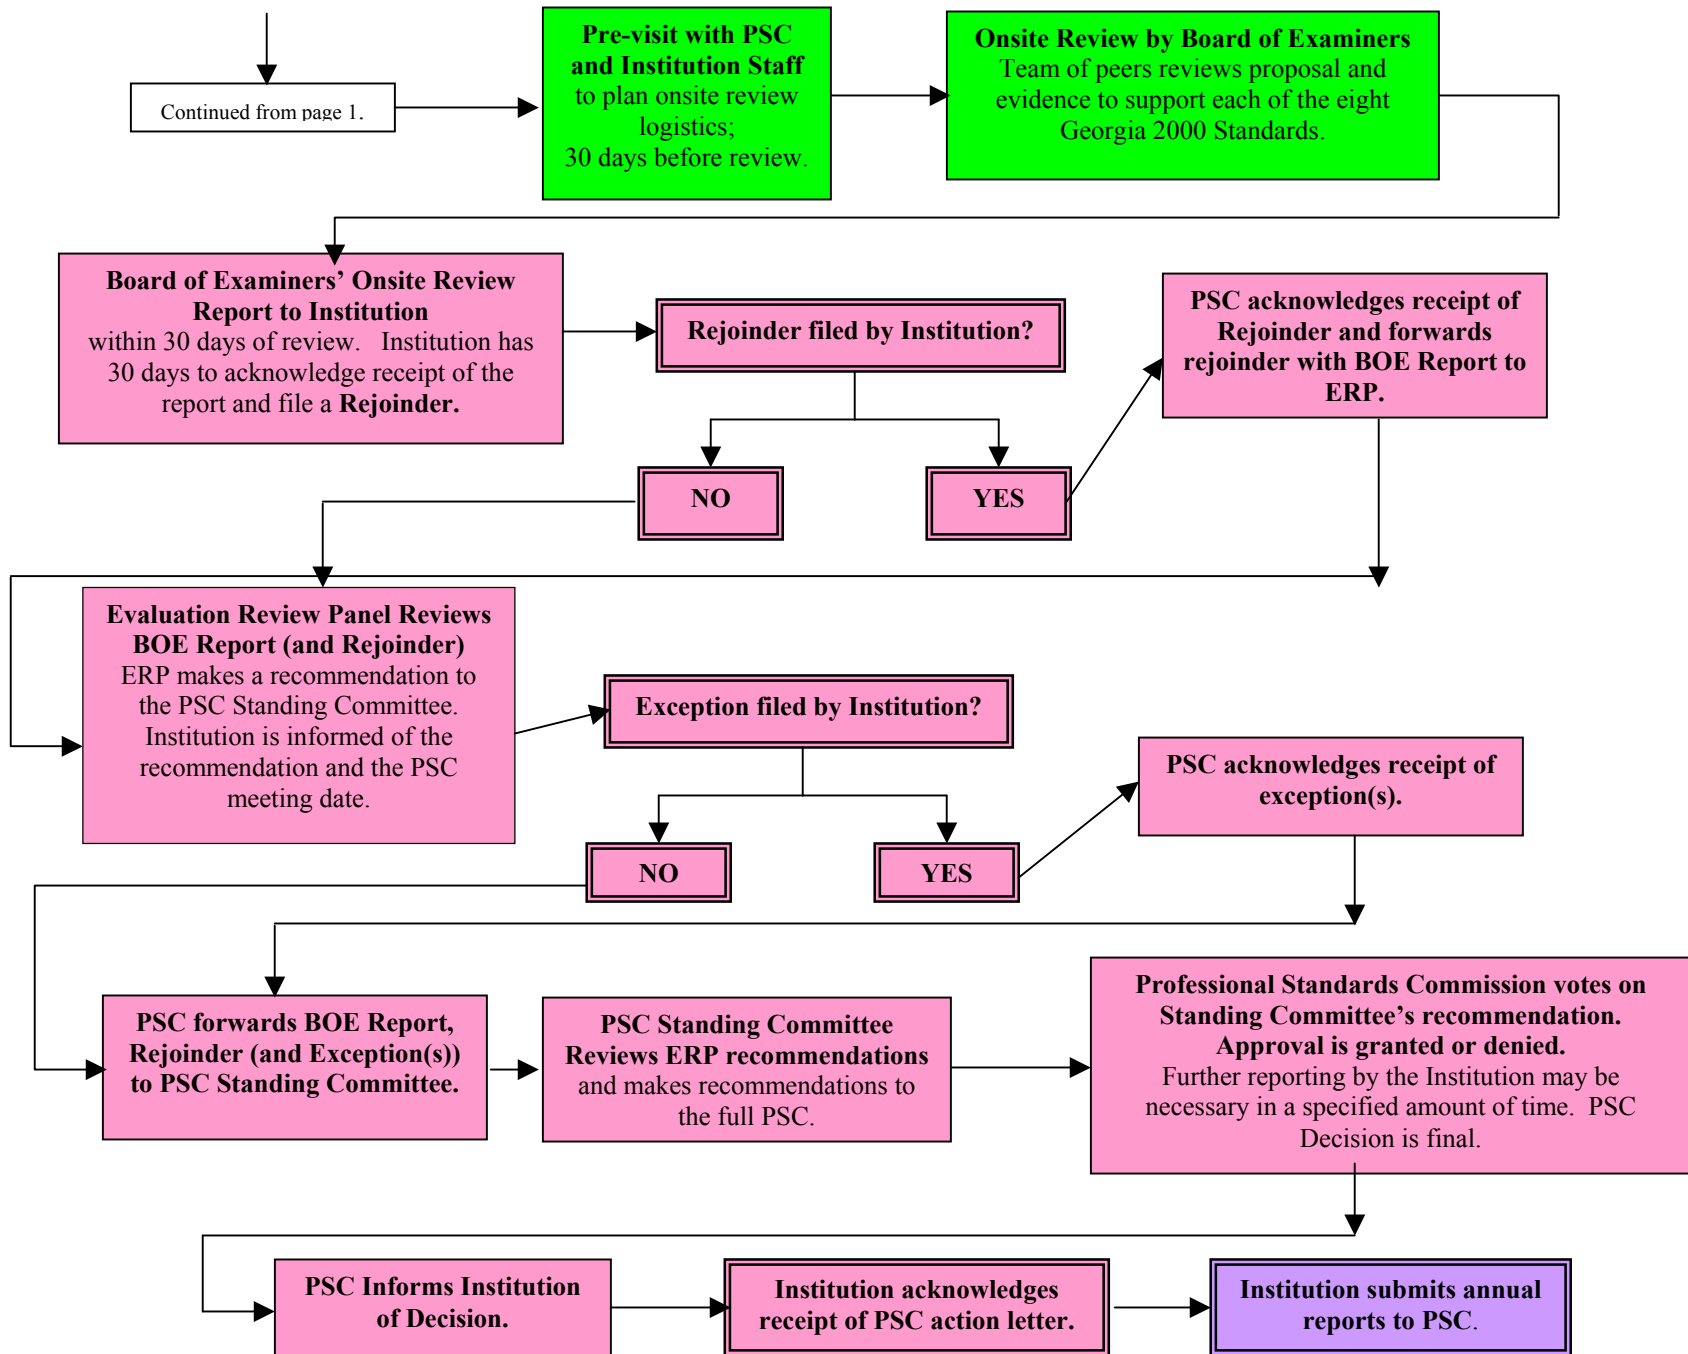 Continued from page 1.
Pre-visit with PSC
and Institution Staff
to plan onsite review
logistics;
30 days before review.
Onsite Review by Board of Examiners
Team of peers reviews proposal and
evidence to support each of the eight
Georgia 2000 Standards.
Board of Examiners’ Onsite Review
Report to Institution
within 30 days of review.   Institution has
30 days to acknowledge receipt of the
report and file a Rejoinder.
Rejoinder filed by Institution?
PSC acknowledges receipt of
Rejoinder and forwards
rejoinder with BOE Report to
ERP.
NO
YES
Evaluation Review Panel Reviews
BOE Report (and Rejoinder)
ERP makes a recommendation to
the PSC Standing Committee.
Institution is informed of the
recommendation and the PSC
meeting date.
Exception filed by Institution?
PSC acknowledges receipt of
exception(s).
NO
YES
PSC forwards BOE Report,
Rejoinder (and Exception(s))
to PSC Standing Committee.
PSC Standing Committee
Reviews ERP recommendations
and makes recommendations to
the full PSC.
Professional Standards Commission votes on
Standing Committee’s recommendation.
Approval is granted or denied.
Further reporting by the Institution may be
necessary in a specified amount of time.  PSC
Decision is final.
PSC Informs Institution
of Decision.
Institution acknowledges
receipt of PSC action letter.
Institution submits annual
reports to PSC.